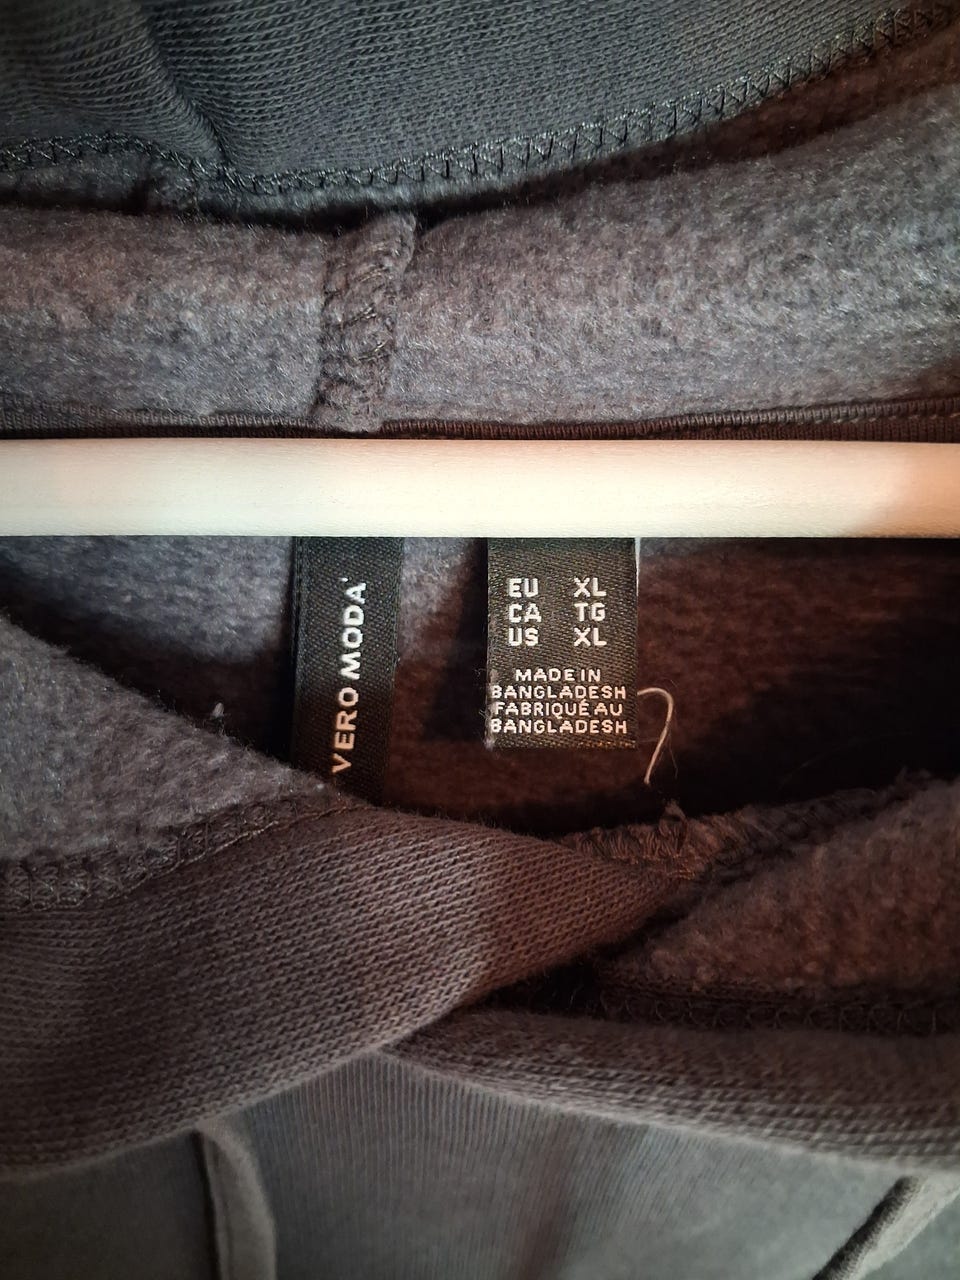 VERO MODA
EU XL
CA TG
US XL
MADE IN
BANGLADESH
FABRIQUÉ AU
BANGLADESH